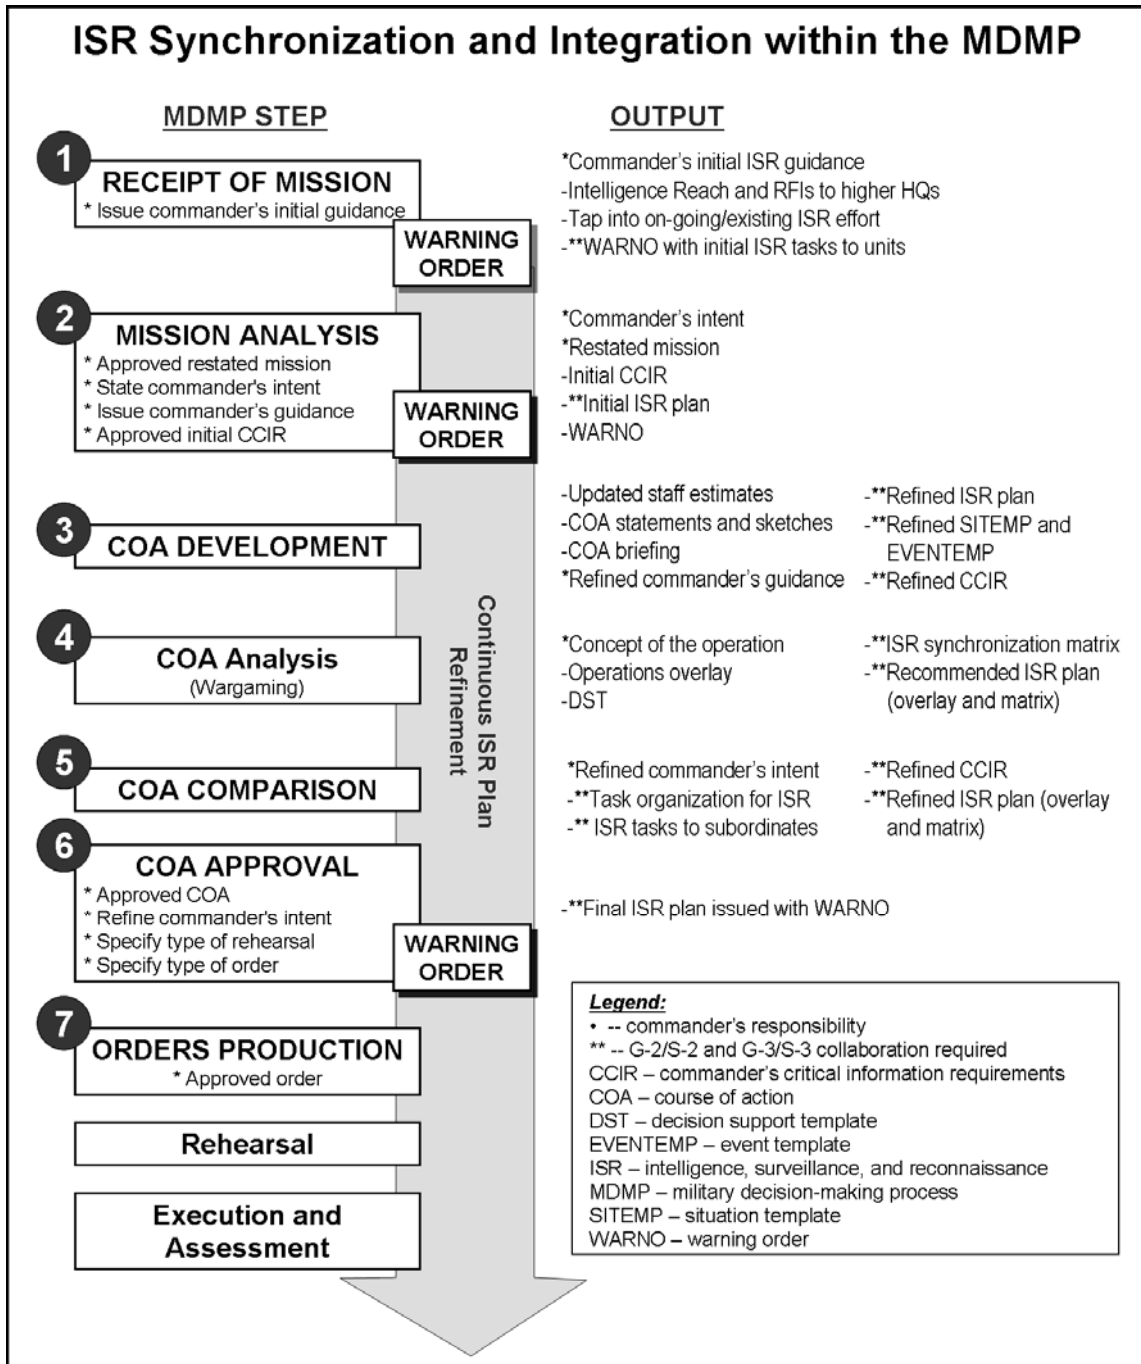 ISR Synchronization and Integration within the MDMP
MDMP STEP
OUTPUT
1
RECEIPT OF MISSION
* Issue commander's initial guidance
WARNING
ORDER
*Commander's initial ISR guidance
-Intelligence Reach and RFIs to higher HQs
-Tap into on-going/existing ISR effort
-**WARNO with initial ISR tasks to units
2
MISSION ANALYSIS
* Approved restated mission
* State commander's intent
* Issue commander's guidance
* Approved initial CCIR
WARNING
ORDER
*Commander's intent
*Restated mission
-Initial CCIR
-**Initial ISR plan
-WARNO
3
COA DEVELOPMENT
-Updated staff estimates
-COA statements and sketches
-COA briefing
*Refined commander's guidance
-**Refined ISR plan
-**Refined SITEMP and
EVENTEMP
-**Refined CCIR
Continuous ISR Plan
Refinement
4
COA Analysis
(Wargaming)
*Concept of the operation
-Operations overlay
-DST
-**ISR synchronization matrix
-**Recommended ISR plan
(overlay and matrix)
5
COA COMPARISON
*Refined commander's intent
-**Task organization for ISR
-** ISR tasks to subordinates
-**Refined CCIR
-**Refined ISR plan (overlay
and matrix)
6
COA APPROVAL
* Approved COA
* Refine commander's intent
* Specify type of rehearsal
* Specify type of order
WARNING
ORDER
-**Final ISR plan issued with WARNO
7
ORDERS PRODUCTION
* Approved order
Rehearsal
Execution and
Assessment
Legend:
• -- commander's responsibility
** -- G-2/S-2 and G-3/S-3 collaboration required
CCIR – commander's critical information requirements
COA – course of action
DST – decision support template
EVENTEMP – event template
ISR – intelligence, surveillance, and reconnaissance
MDMP – military decision-making process
SITEMP – situation template
WARNO – warning order